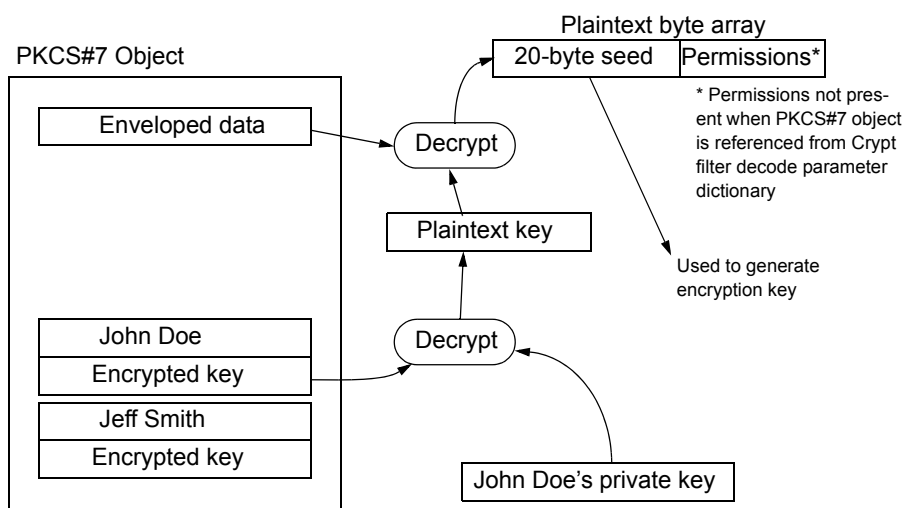 Plaintext byte array
PKCS#7 Object
20-byte seed
Permissions*
* Permissions not pres-
ent when PKCS#7 object
is referenced from Crypt
filter decode parameter
dictionary
Enveloped data
Decrypt
Plaintext key
Used to generate
encryption key
John Doe
Encrypted key
Decrypt
Jeff Smith
Encrypted key
John Doe’s private key